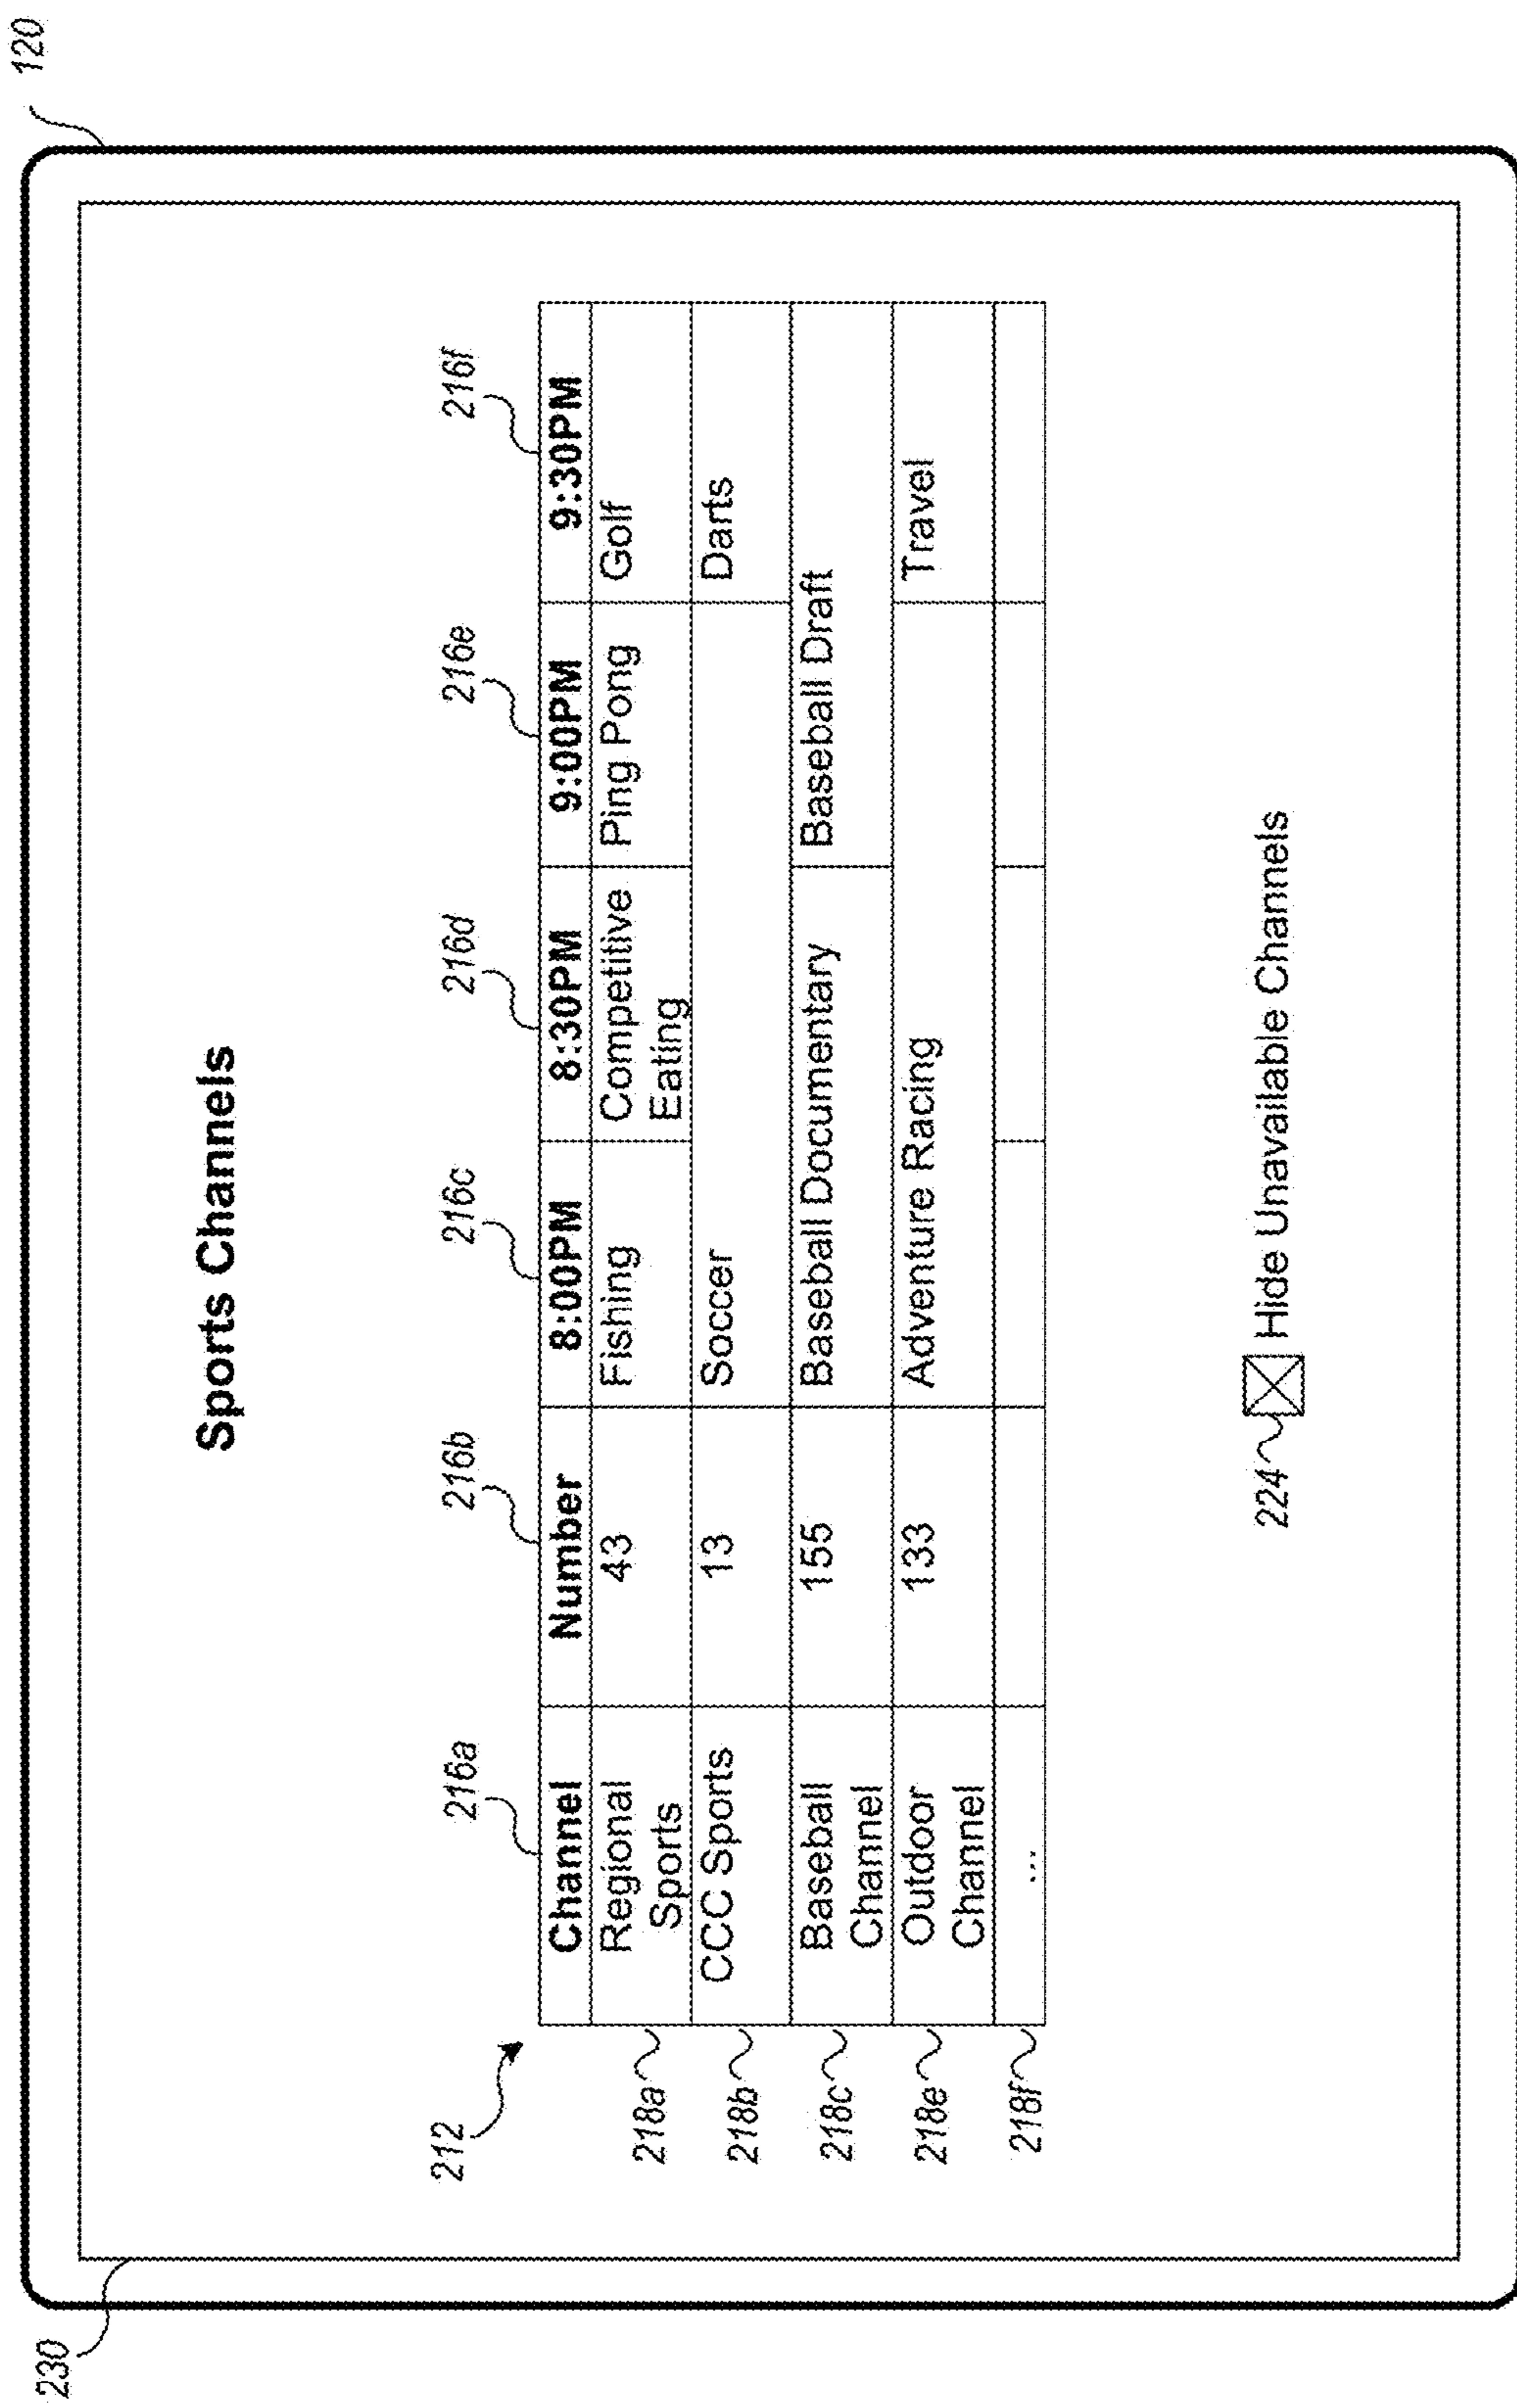 120
230
Sports Channels
212
216a 216b 216c 216d 216e 216f
Channel Number 8:00PM 8:30PM 9:00PM 9:30PM
218a Regional Sports 43 Fishing Competitive Eating Ping Pong Golf
218b CCC Sports 13 Soccer Darts
218c Baseball Channel 155 Baseball Documentary Baseball Draft
218e Outdoor Channel 133 Adventure Racing Travel
218f ...
224 Hide Unavailable Channels